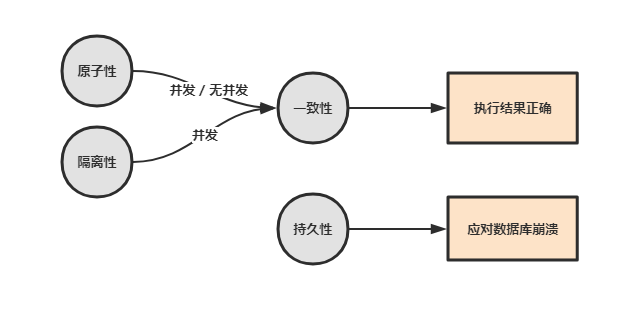 原子性
并发 / 无并发
一致性
执行结果正确
并发
隔离性
持久性
应对数据库崩溃